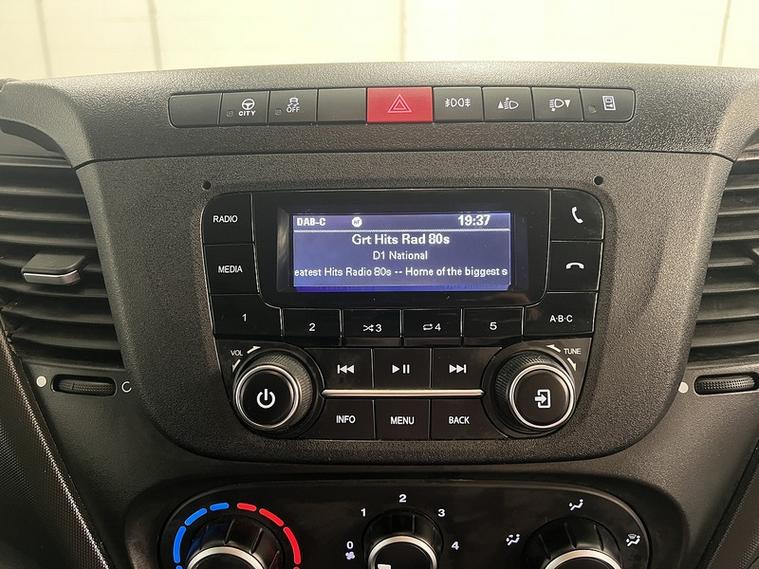 CITY
OFF
RADIO
DAB-C
19:37
Grt Hits Rad 80s
D1 National
eatest Hits Radio 80s -- Home of the biggest s
MEDIA
1
2
3
4
5
A·B·C
VOL
TUNE
INFO
MENU
BACK
0
1
2
3
4